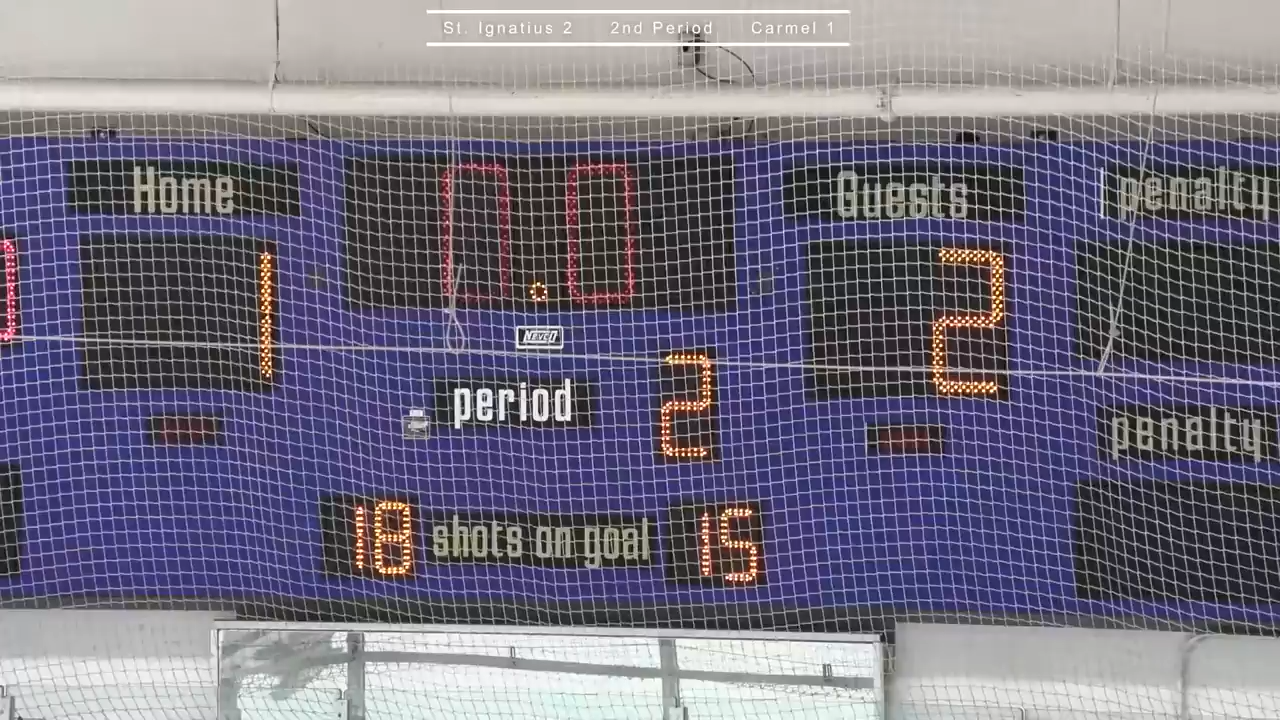 St. Ignatius 2 2nd Period Carmel 1
Home 0.0 Guests penalty
1 2
NEVCO
period 2 penalty
18 shots on goal 15